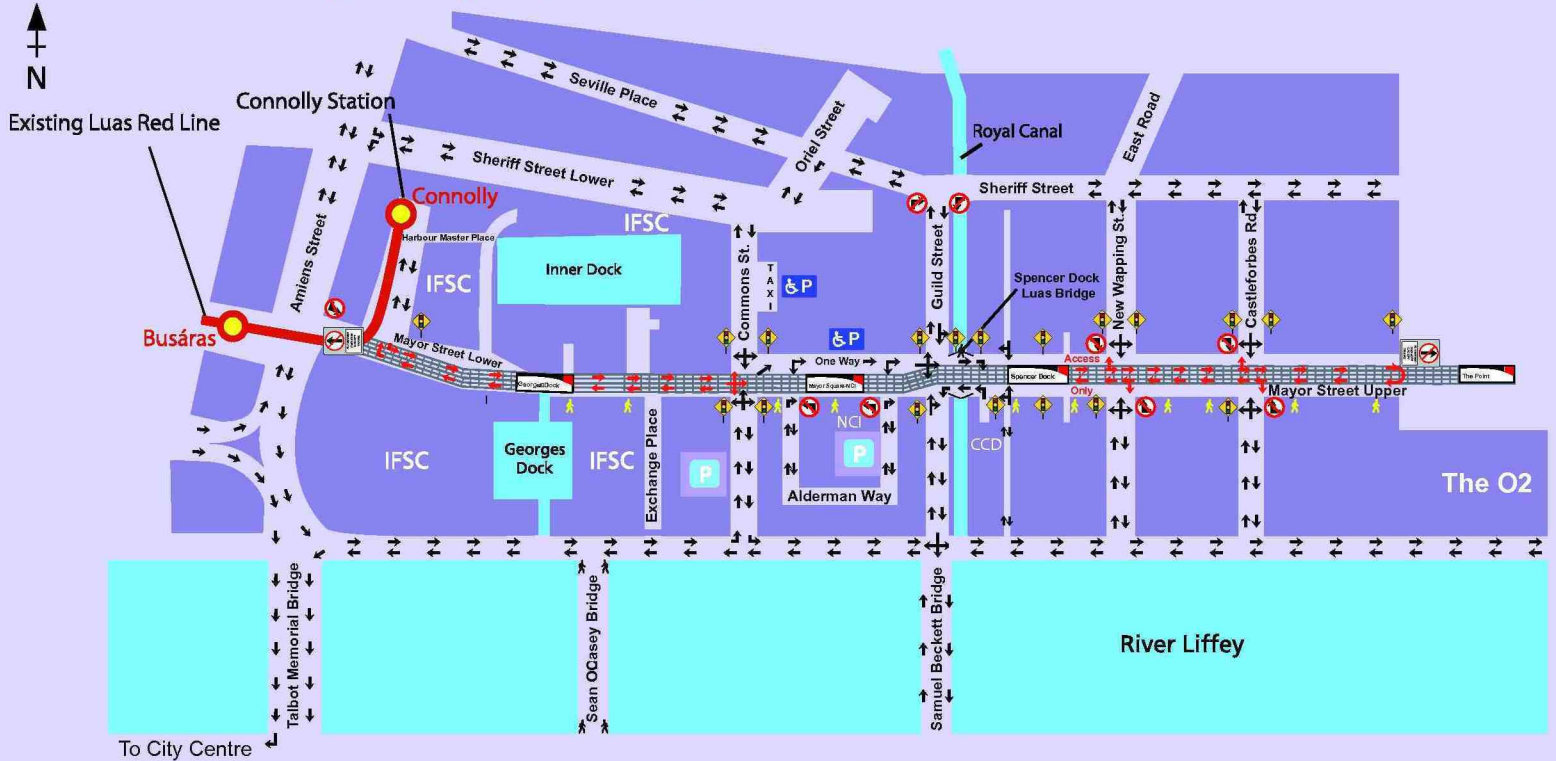 N
Existing Luas Red Line
Connolly Station
Connolly
Busáras
Amiens Street
Harbour Master Place
Seville Place
Sheriff Street Lower
Oriel Street
Royal Canal
East Road
Sheriff Street
IFSC
IFSC
Inner Dock
Commons St.
TAXI
P
P
Guild Street
Spencer Dock
Luas Bridge
New Wapping St.
Castleforbes Rd.
Mayor Street Lower
One Way
Georges Dock
Mayor Square-NCI
Spencer Dock
The Point
Access
Only
Mayor Street Upper
IFSC
Georges
Dock
IFSC
Exchange Place
P
NCI
P
Alderman Way
CCD
The O2
Talbot Memorial Bridge
Sean OCasey Bridge
Samuel Beckett Bridge
River Liffey
To City Centre